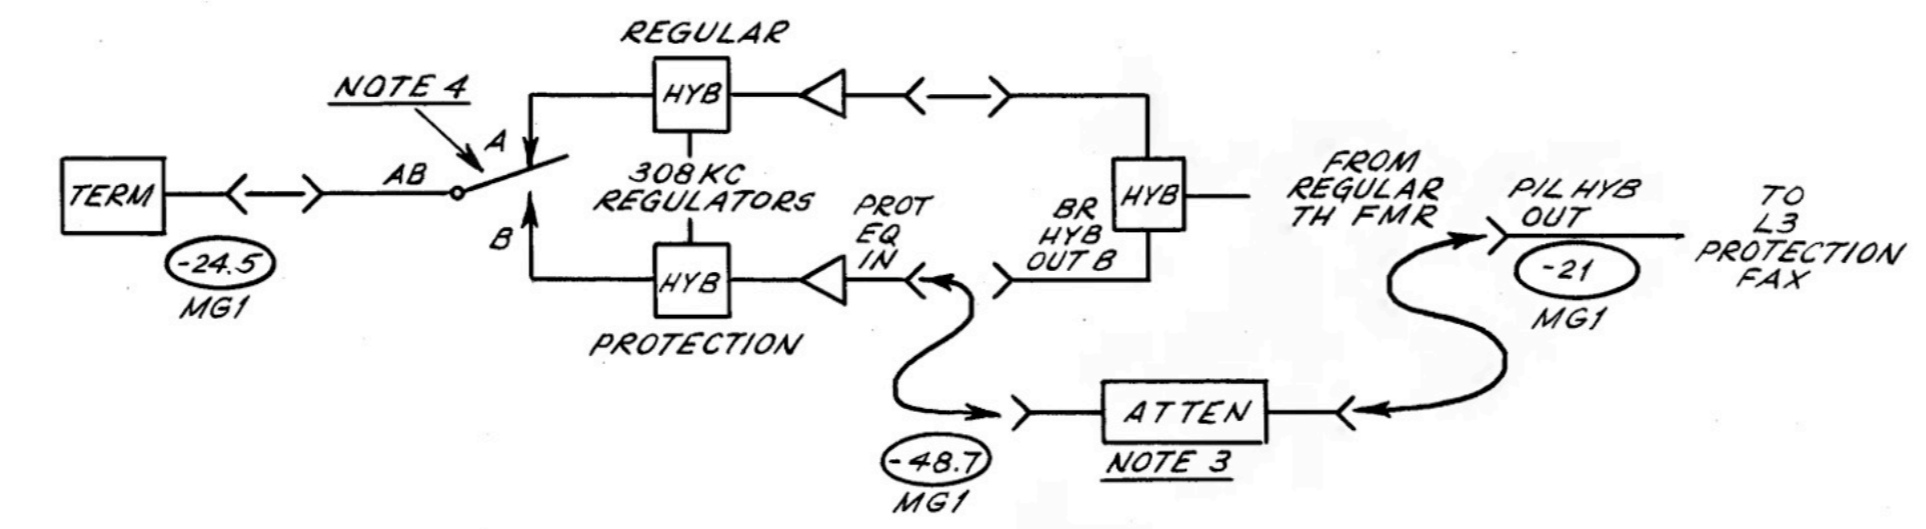 REGULAR
NOTE 4
A
HYB
308 KC
REGULATORS
TERM
AB
-24.5
MG1
B
HYB
PROTECTION
PROT
EQ
IN
BR
HYB
OUT B
HYB
FROM
REGULAR
TH FMR
PIL HYB
OUT
-21
MG1
TO
L3
PROTECTION
FAX
-48.7
MG1
ATTEN
NOTE 3